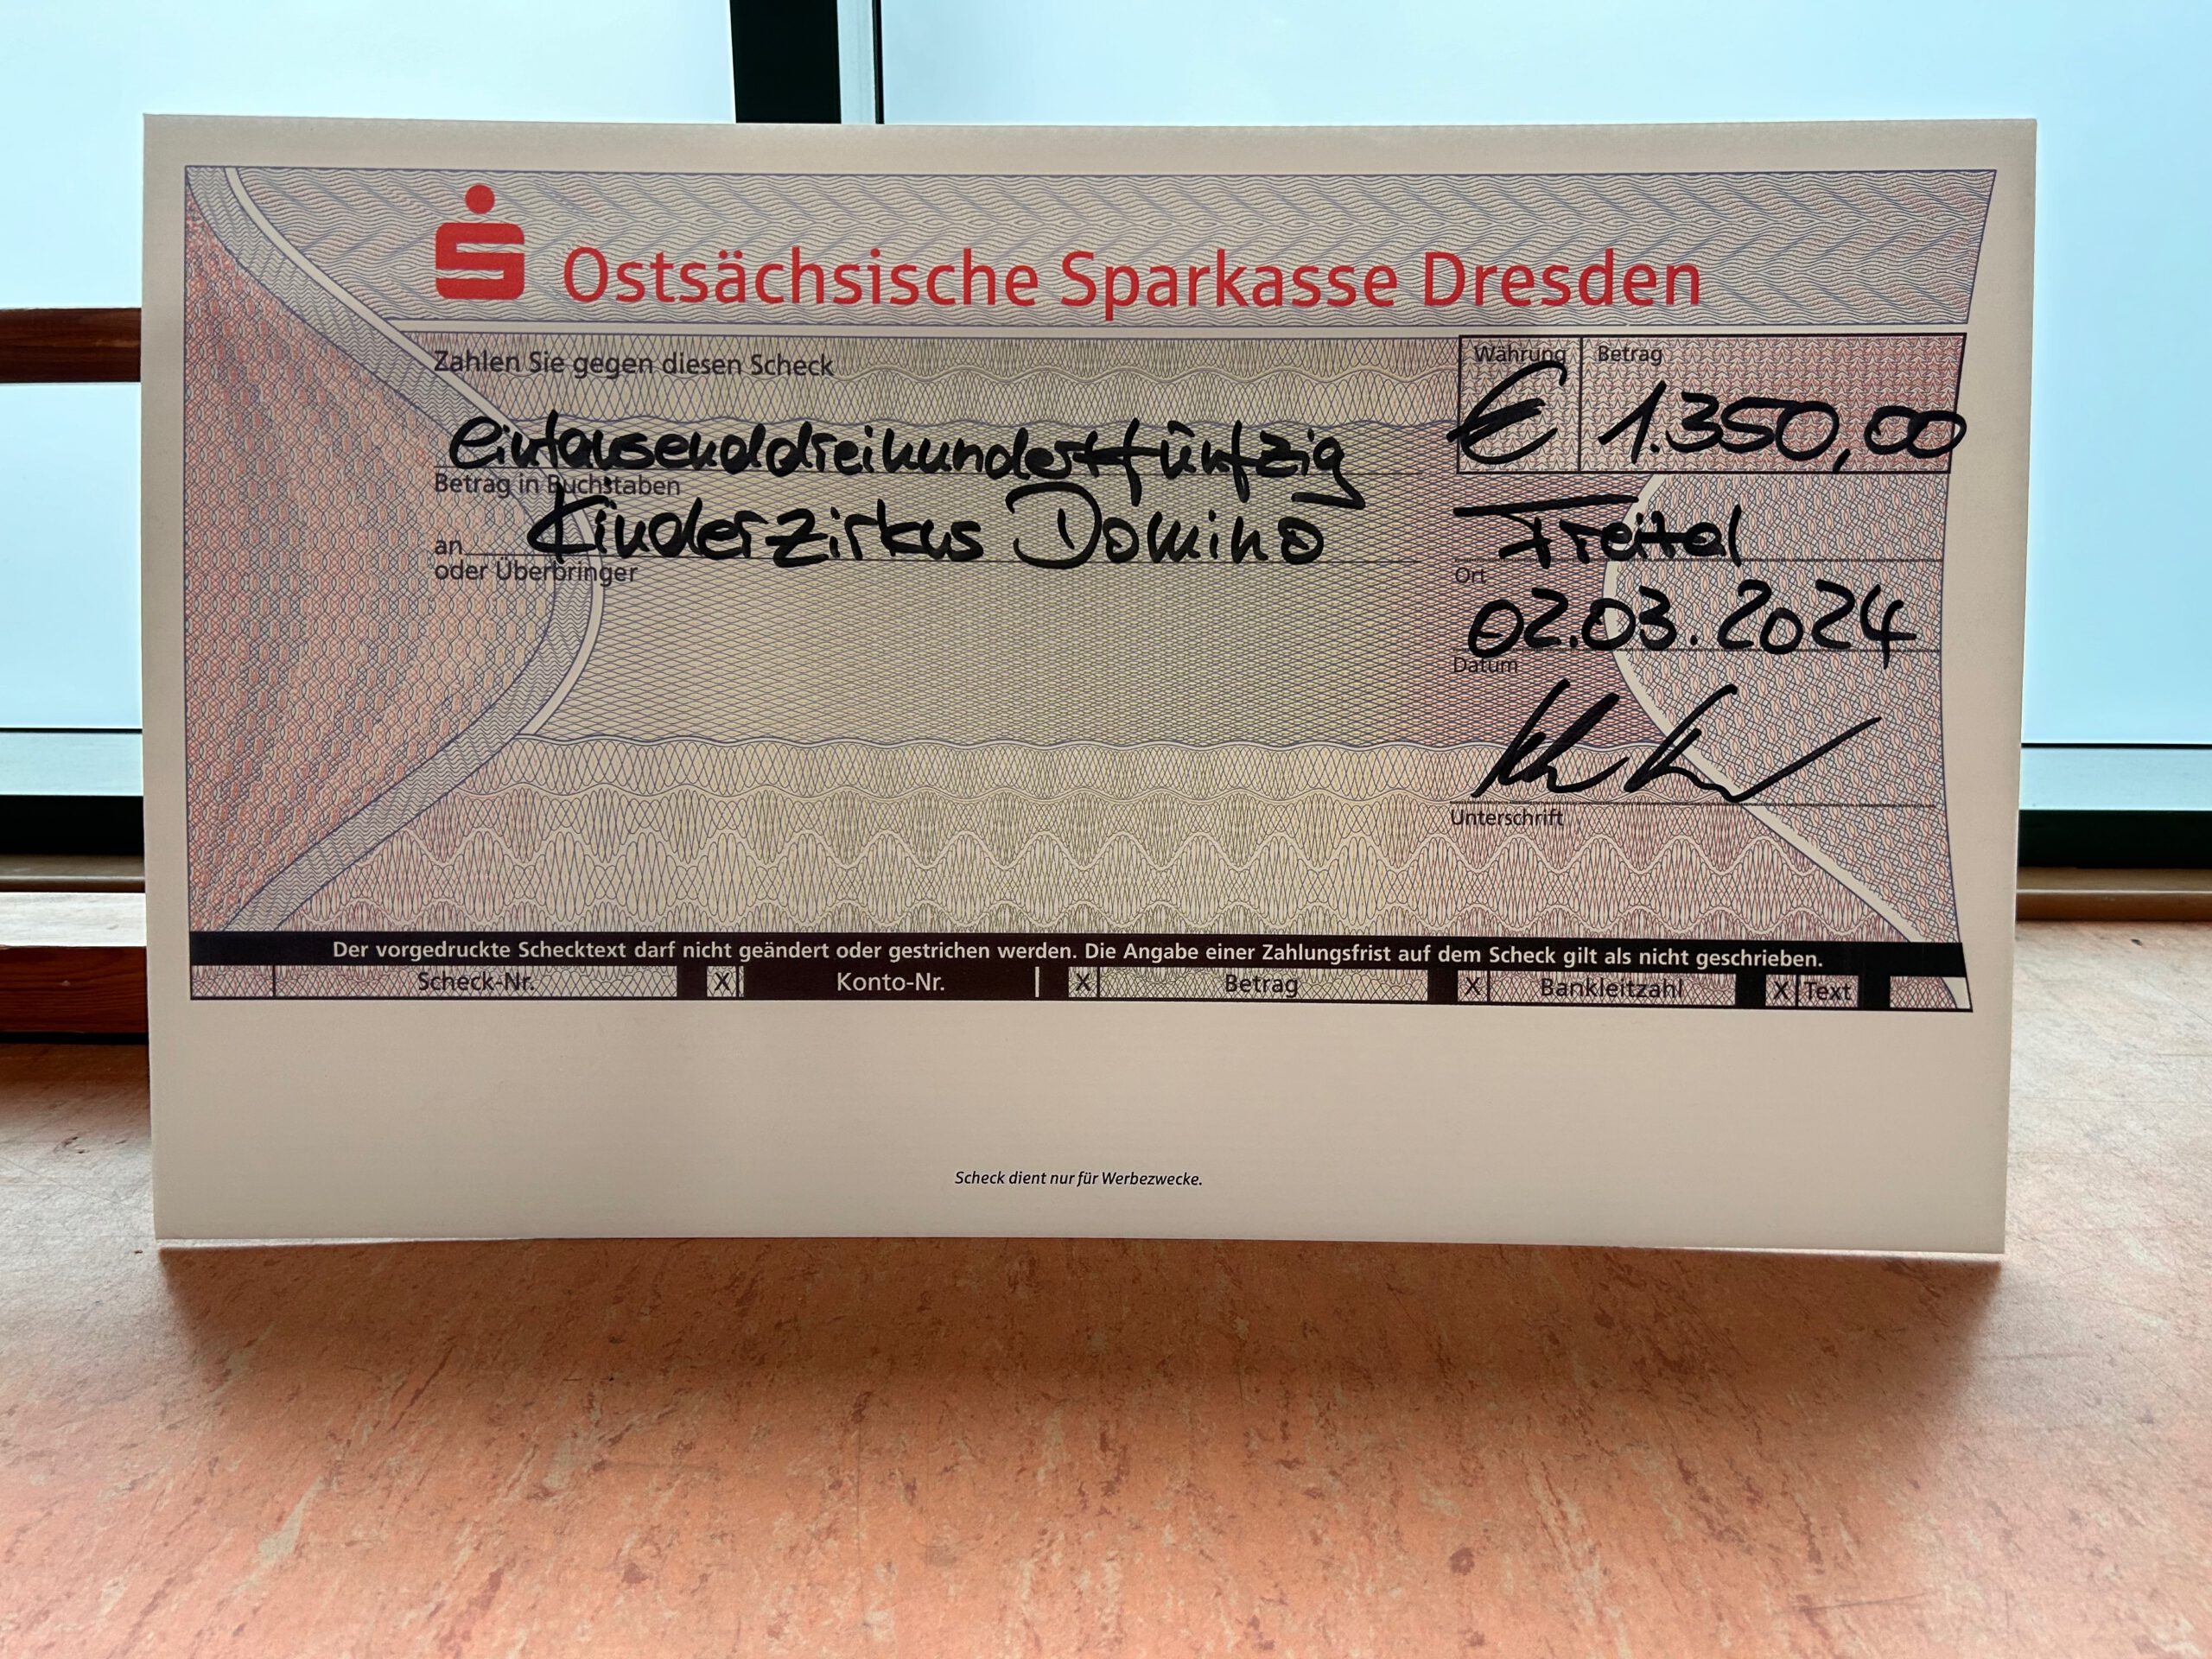 Ostsächsische Sparkasse Dresden
Zahlen Sie gegen diesen Scheck
Währung
Betrag
eintausenddreihundertfünfzig
€ 1.350,00
Betrag in Buchstaben
an Kinderzirkus Domino
oder Überbringer
Freital
Ort
02.03.2024
Datum
Unterschrift
Der vorgedruckte Schecktext darf nicht geändert oder gestrichen werden. Die Angabe einer Zahlungsfrist auf dem Scheck gilt als nicht geschrieben.
Scheck-Nr. X Konto-Nr. X Betrag X Bankleitzahl X Text
Scheck dient nur für Werbezwecke.